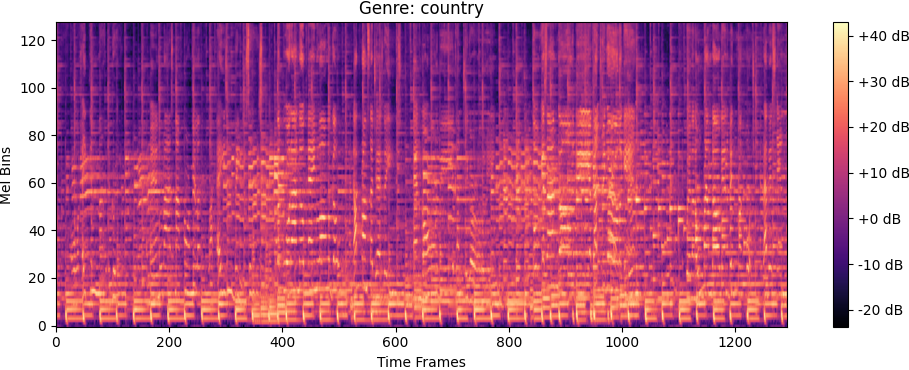 Genre: country
120
100
80
60
40
20
0
Mel Bins
0 200 400 600 800 1000 1200
Time Frames
+40 dB
+30 dB
+20 dB
+10 dB
+0 dB
-10 dB
-20 dB